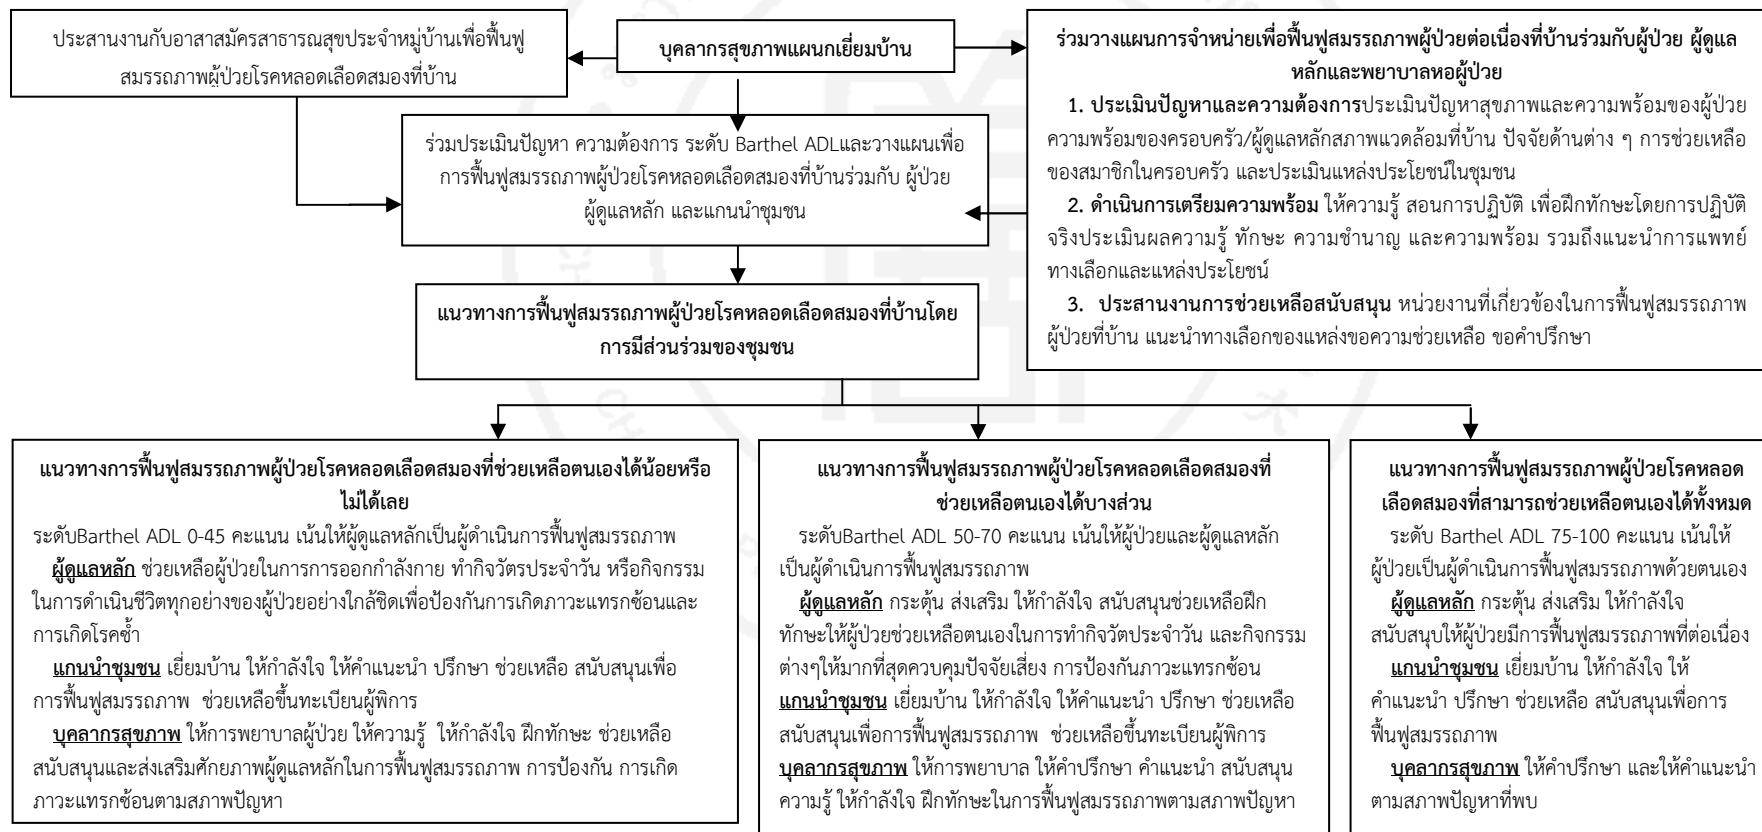 ประสานงานกับอาสาสมัครสาธารณสุขประจำหมู่บ้านเพื่อฟื้นฟู
สมรรถภาพผู้ป่วยโรคหลอดเลือดสมองที่บ้าน
บุคลากรสุขภาพแผนกเยี่ยมบ้าน
ร่วมวางแผนการจำหน่ายเพื่อฟื้นฟูสมรรถภาพผู้ป่วยต่อเนื่องที่บ้านร่วมกับผู้ป่วย ผู้ดูแล
หลักและพยาบาลหอผู้ป่วย
1. ประเมินปัญหาและความต้องการประเมินปัญหาสุขภาพและความพร้อมของผู้ป่วย
ความพร้อมของครอบครัว/ผู้ดูแลหลักสภาพแวดล้อมที่บ้าน ปัจจัยด้านต่าง ๆ การช่วยเหลือ
ของสมาชิกในครอบครัว และประเมินแหล่งประโยชน์ในชุมชน
2. ดำเนินการเตรียมความพร้อม ให้ความรู้ สอนการปฏิบัติ เพื่อฝึกทักษะโดยการปฏิบัติ
จริงประเมินผลความรู้ ทักษะ ความชำนาญ และความพร้อม รวมถึงแนะนำการแพทย์
ทางเลือกและแหล่งประโยชน์
3. ประสานงานการช่วยเหลือสนับสนุน หน่วยงานที่เกี่ยวข้องในการฟื้นฟูสมรรถภาพ
ผู้ป่วยที่บ้าน แนะนำทางเลือกของแหล่งขอความช่วยเหลือ ขอคำปรึกษา
ร่วมประเมินปัญหา ความต้องการ ระดับ Barthel ADLและวางแผนเพื่อ
การฟื้นฟูสมรรถภาพผู้ป่วยโรคหลอดเลือดสมองที่บ้านร่วมกับ ผู้ป่วย
ผู้ดูแลหลัก และแกนนำชุมชน
แนวทางการฟื้นฟูสมรรถภาพผู้ป่วยโรคหลอดเลือดสมองที่บ้านโดย
การมีส่วนร่วมของชุมชน
แนวทางการฟื้นฟูสมรรถภาพผู้ป่วยโรคหลอดเลือดสมองที่ช่วยเหลือตนเองได้น้อยหรือ
ไม่ได้เลย
ระดับBarthel ADL 0-45 คะแนน เน้นให้ผู้ดูแลหลักเป็นผู้ดำเนินการฟื้นฟูสมรรถภาพ
ผู้ดูแลหลัก ช่วยเหลือผู้ป่วยในการการออกกำลังกาย ทำกิจวัตรประจำวัน หรือกิจกรรม
ในการดำเนินชีวิตทุกอย่างของผู้ป่วยอย่างใกล้ชิดเพื่อป้องกันการเกิดภาวะแทรกซ้อนและ
การเกิดโรคซ้ำ
แกนนำชุมชน เยี่ยมบ้าน ให้กำลังใจ ให้คำแนะนำ ปรึกษา ช่วยเหลือ สนับสนุนเพื่อ
การฟื้นฟูสมรรถภาพ ช่วยเหลือขึ้นทะเบียนผู้พิการ
บุคลากรสุขภาพ ให้การพยาบาลผู้ป่วย ให้ความรู้ ให้กำลังใจ ฝึกทักษะ ช่วยเหลือ
สนับสนุนและส่งเสริมศักยภาพผู้ดูแลหลักในการฟื้นฟูสมรรถภาพ การป้องกัน การเกิด
ภาวะแทรกซ้อนตามสภาพปัญหา
แนวทางการฟื้นฟูสมรรถภาพผู้ป่วยโรคหลอดเลือดสมองที่
ช่วยเหลือตนเองได้บางส่วน
ระดับBarthel ADL 50-70 คะแนน เน้นให้ผู้ป่วยและผู้ดูแลหลัก
เป็นผู้ดำเนินการฟื้นฟูสมรรถภาพ
ผู้ดูแลหลัก กระตุ้น ส่งเสริม ให้กำลังใจ สนับสนุนช่วยเหลือฝึก
ทักษะให้ผู้ป่วยช่วยเหลือตนเองในการทำกิจวัตประจำวัน และกิจกรรม
ต่างๆให้มากที่สุดควบคุมปัจจัยเสี่ยง การป้องกันภาวะแทรกซ้อน
แกนนำชุมชน เยี่ยมบ้าน ให้กำลังใจ ให้คำแนะนำ ปรึกษา ช่วยเหลือ
สนับสนุนเพื่อการฟื้นฟูสมรรถภาพ ช่วยเหลือขึ้นทะเบียนผู้พิการ
บุคลากรสุขภาพ ให้การพยาบาล ให้คำปรึกษา คำแนะนำ สนับสนุน
ความรู้ ให้กำลังใจ ฝึกทักษะในการฟื้นฟูสมรรถภาพตามสภาพปัญหา
แนวทางการฟื้นฟูสมรรถภาพผู้ป่วยโรคหลอด
เลือดสมองที่สามารถช่วยเหลือตนเองได้ทั้งหมด
ระดับ Barthel ADL 75-100 คะแนน เน้นให้
ผู้ป่วยเป็นผู้ดำเนินการฟื้นฟูสมรรถภาพด้วยตนเอง
ผู้ดูแลหลัก กระตุ้น ส่งเสริม ให้กำลังใจ
สนับสนุบให้ผู้ป่วยมีการฟื้นฟูสมรรถภาพที่ต่อเนื่อง
แกนนำชุมชน เยี่ยมบ้าน ให้กำลังใจ ให้
คำแนะนำ ปรึกษา ช่วยเหลือ สนับสนุนเพื่อการ
ฟื้นฟูสมรรถภาพ
บุคลากรสุขภาพ ให้คำปรึกษา และให้คำแนะนำ
ตามสภาพปัญหาที่พบ